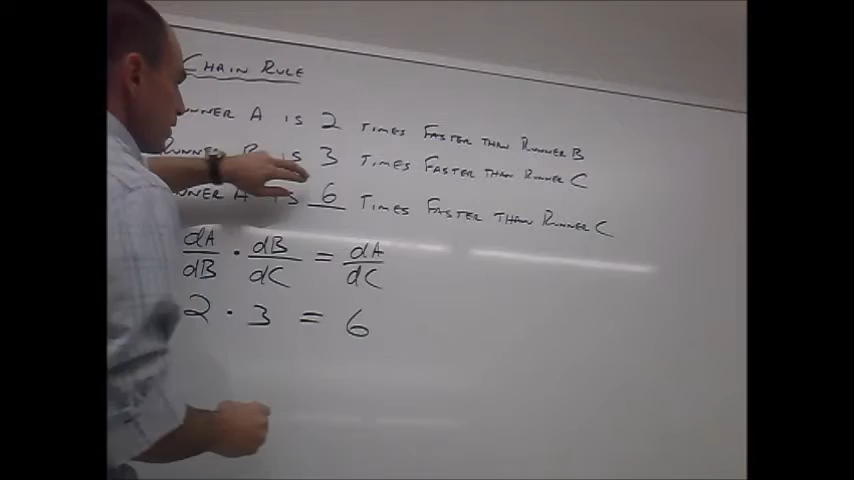 CHAIN RULE
RUNNER A IS 2 TIMES FASTER THAN RUNNER B
RUNNER B IS 3 TIMES FASTER THAN RUNNER C
RUNNER A IS 6 TIMES FASTER THAN RUNNER C
dA/dB · dB/dC = dA/dC
2 · 3 = 6